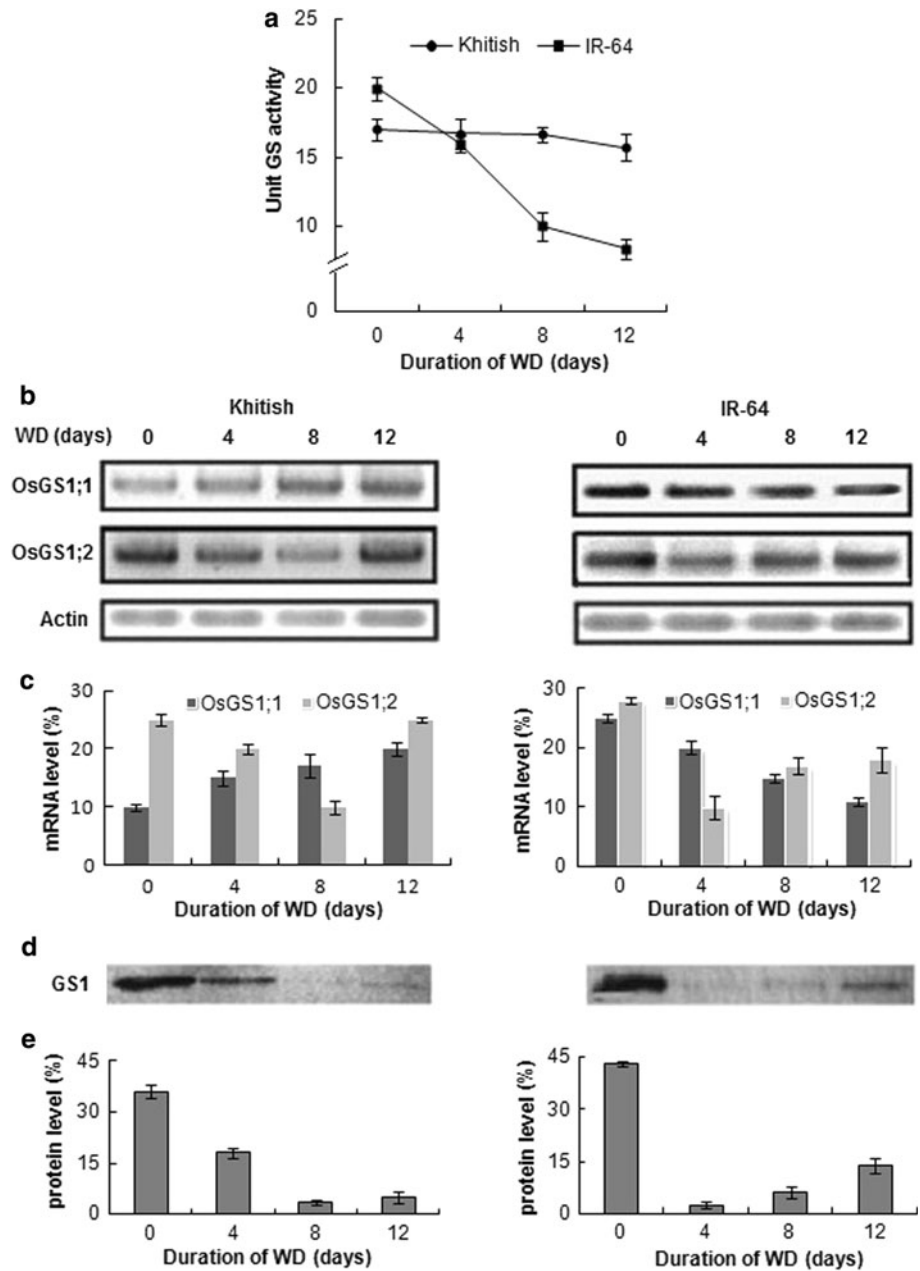 a
25
20
15
10
0
Unit GS activity
Khitish IR-64
0 4 8 12
Duration of WD (days)
b
Khitish IR-64
WD (days) 0 4 8 12 0 4 8 12
OsGS1;1
OsGS1;2
Actin
c
mRNA level (%)
30
20
10
0
OsGS1;1 OsGS1;2
0 4 8 12
Duration of WD (days)
mRNA level (%)
30
20
10
0
OsGS1;1 OsGS1;2
0 4 8 12
Duration of WD (days)
d
GS1
e
protein level (%)
45
30
15
0
0 4 8 12
Duration of WD (days)
protein level (%)
45
30
15
0
0 4 8 12
Duration of WD (days)